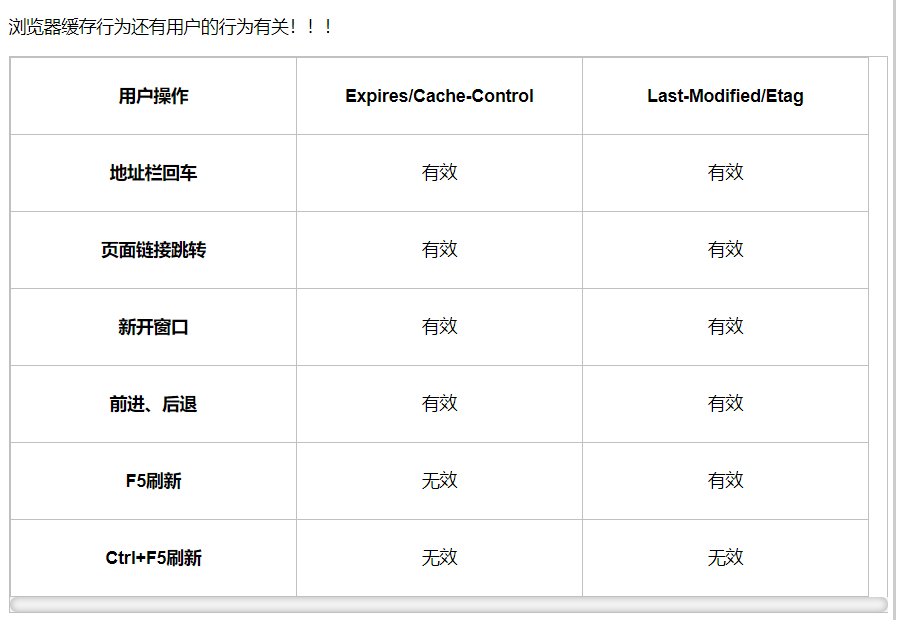 浏览器缓存行为还有用户的行为有关！！！
用户操作 Expires/Cache-Control Last-Modified/Etag
地址栏回车 有效 有效
页面链接跳转 有效 有效
新开窗口 有效 有效
前进、后退 有效 有效
F5刷新 无效 有效
Ctrl+F5刷新 无效 无效